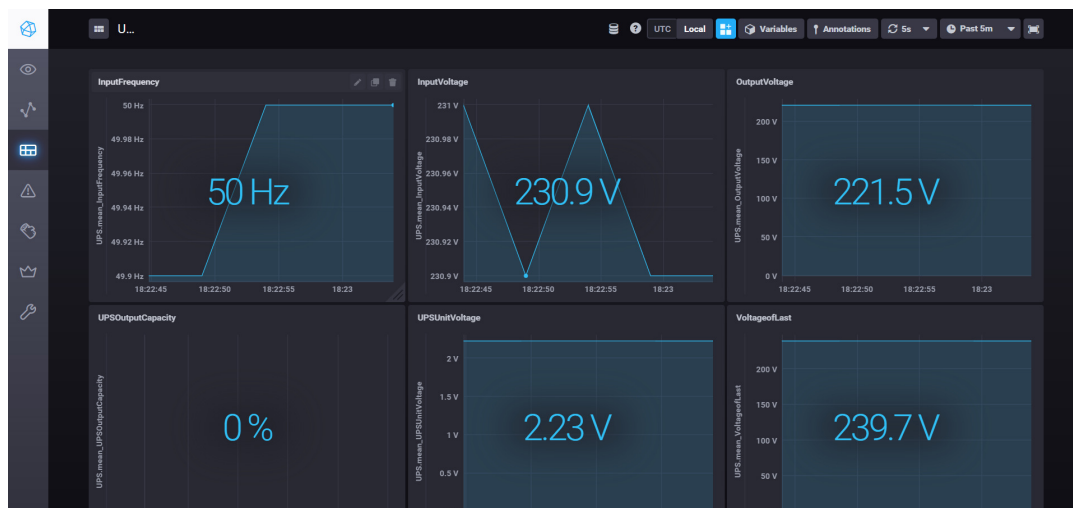 U...
UTC Local Variables Annotations 5s Past 5m
InputFrequency
50 Hz
49.98 Hz
49.96 Hz
49.94 Hz
49.92 Hz
49.9 Hz
UPS.mean_InputFrequency
50 Hz
18:22:45 18:22:50 18:22:55 18:23
InputVoltage
231 V
230.98 V
230.96 V
230.94 V
230.92 V
230.9 V
UPS.mean_InputVoltage
230.9 V
18:22:45 18:22:50 18:22:55 18:23
OutputVoltage
200 V
150 V
100 V
50 V
0 V
UPS.mean_OutputVoltage
221.5 V
18:22:45 18:22:50 18:22:55 18:23
UPSOutputCapacity
UPS.mean_UPSOutputCapacity
0 %
UPSUnitVoltage
2 V
1.5 V
1 V
0.5 V
UPS.mean_UPSUnitVoltage
2.23 V
VoltageofLast
200 V
150 V
100 V
50 V
UPS.mean_VoltageofLast
239.7 V